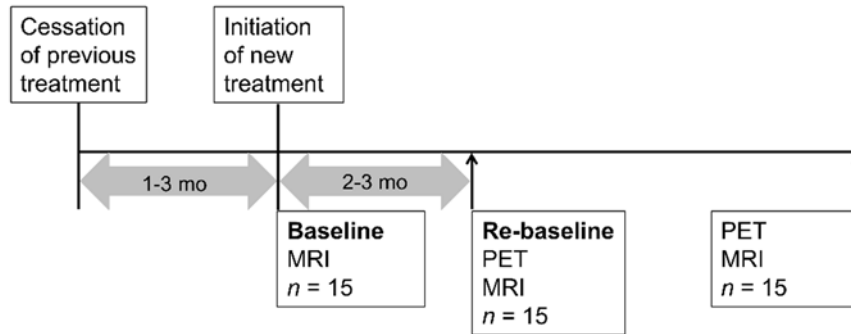 Cessation
of previous
treatment
Initiation
of new
treatment
1-3 mo
2-3 mo
Baseline
MRI
n = 15
Re-baseline
PET
MRI
n = 15
PET
MRI
n = 15